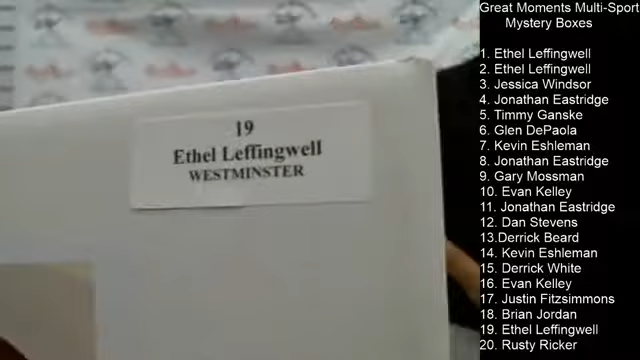 19
Ethel Leffingwell
WESTMINSTER
Great Moments Multi-Sport
Mystery Boxes
1. Ethel Leffingwell
2. Ethel Leffingwell
3. Jessica Windsor
4. Jonathan Eastridge
5. Timmy Ganske
6. Glen DePaola
7. Kevin Eshleman
8. Jonathan Eastridge
9. Gary Mossman
10. Evan Kelley
11. Jonathan Eastridge
12. Dan Stevens
13.Derrick Beard
14. Kevin Eshleman
15. Derrick White
16. Evan Kelley
17. Justin Fitzsimmons
18. Brian Jordan
19. Ethel Leffingwell
20. Rusty Ricker